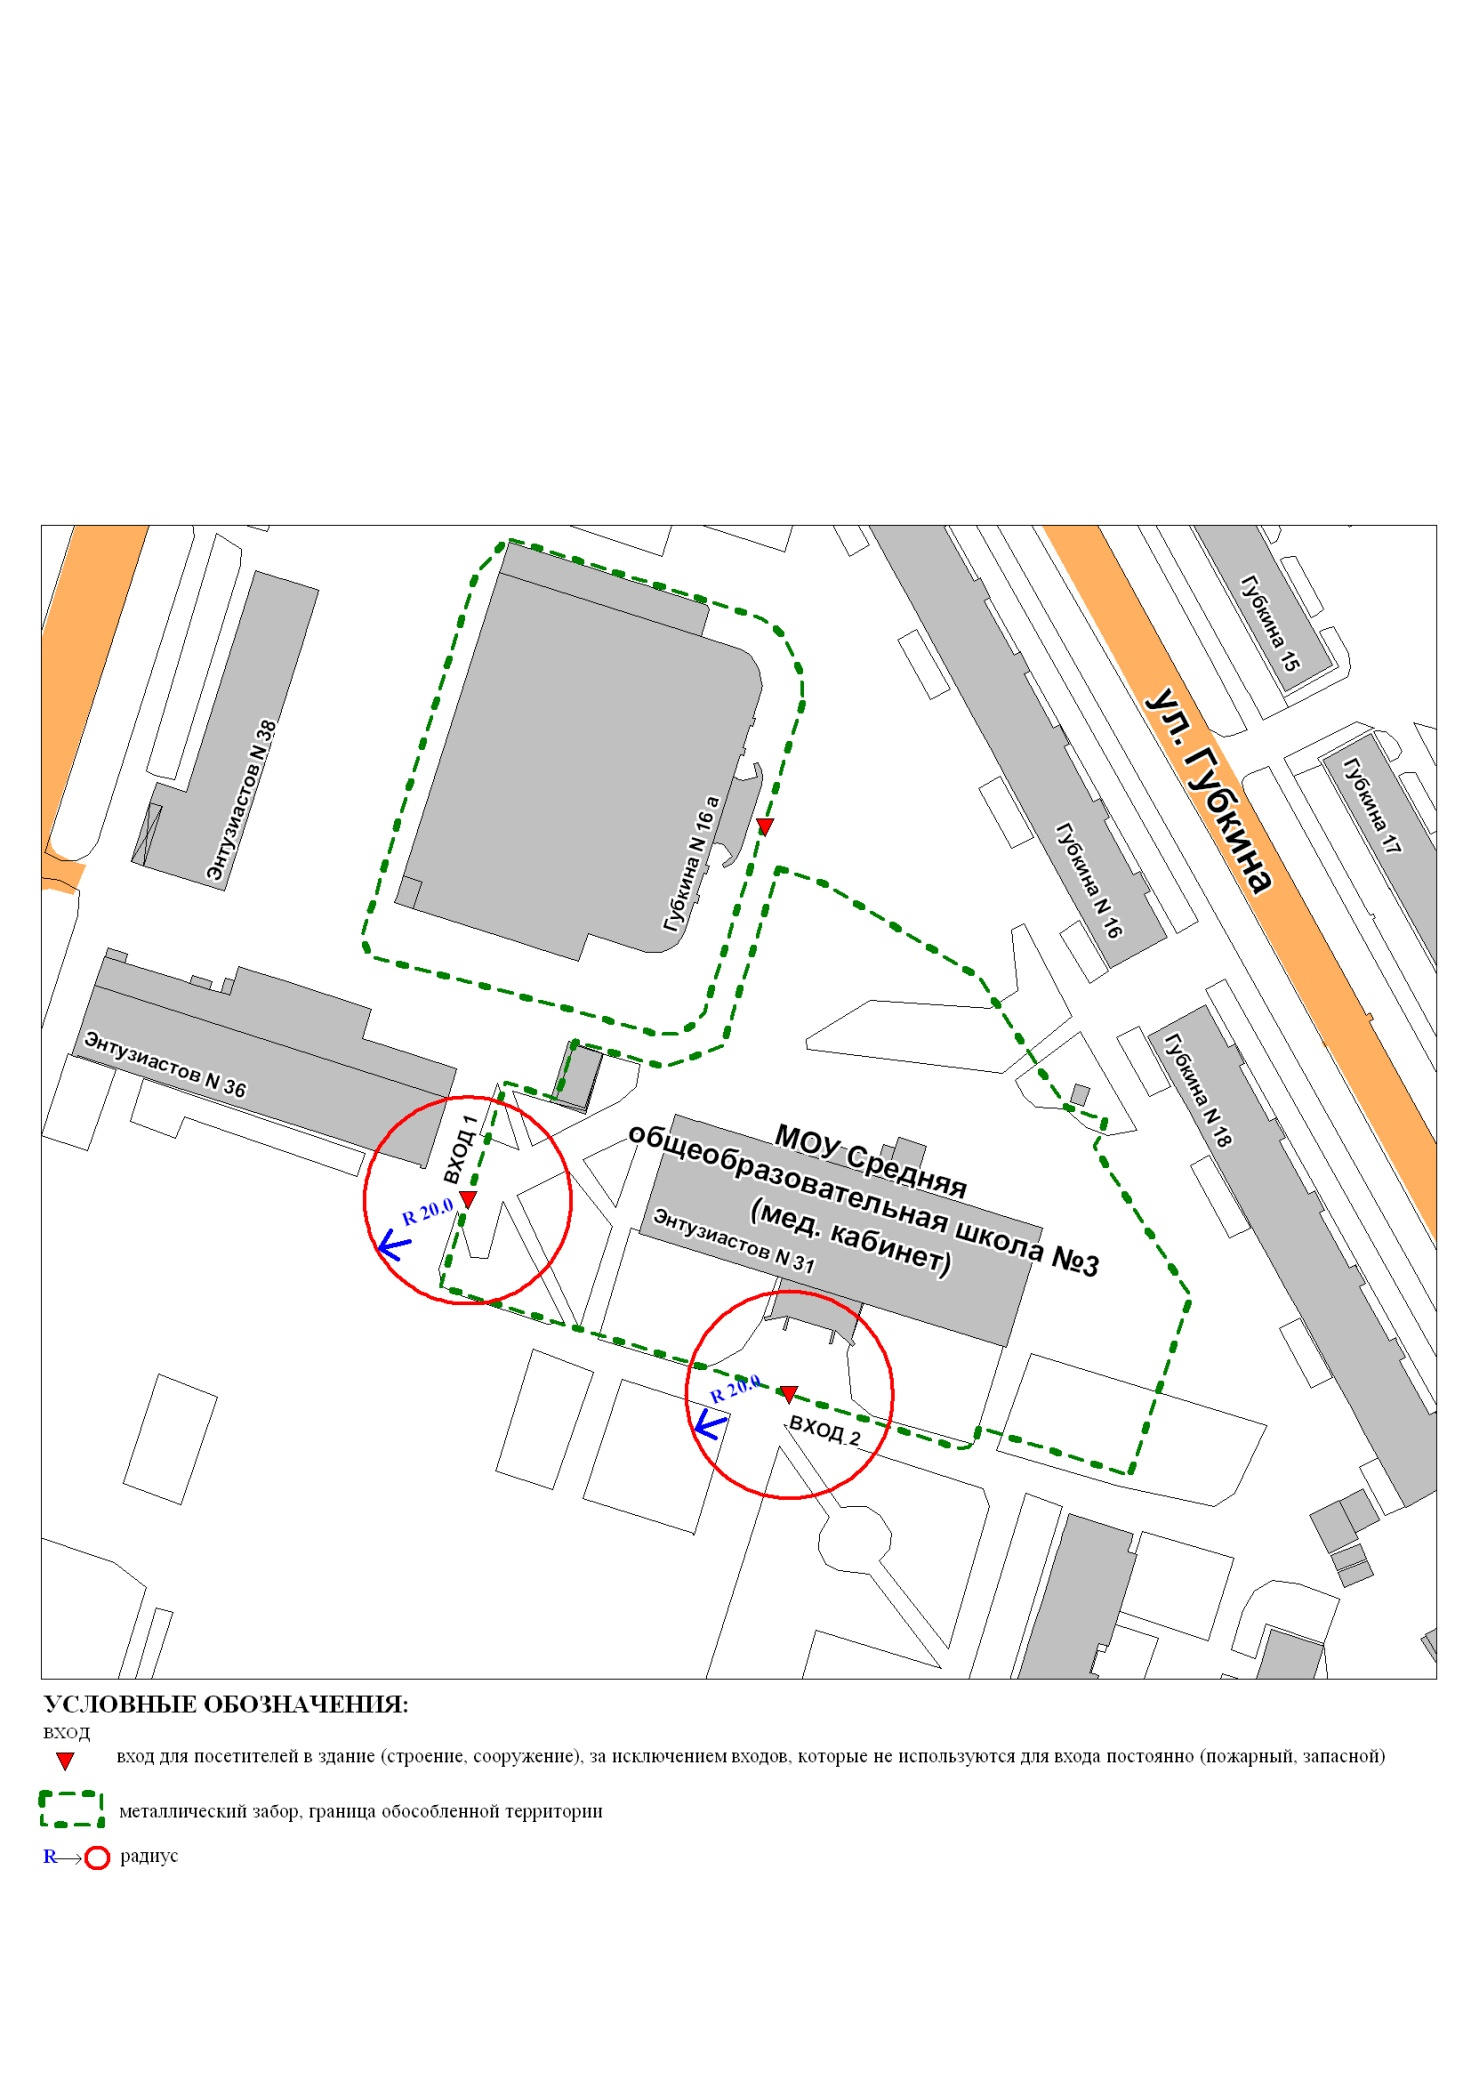 Губкина 15
ул. Губкина
Губкина 17
Энтузиастов N 38
Губкина N 16 а
Губкина N 16
Губкина N 18
Энтузиастов N 36
ВХОД 1
R 20.0
МОУ Средняя
общеобразовательная школа №3
(мед. кабинет)
Энтузиастов N 31
R 20.0
ВХОД 2
УСЛОВНЫЕ ОБОЗНАЧЕНИЯ:
ВХОД
вход для посетителей в здание (строение, сооружение), за исключением входов, которые не используются для входа постоянно (пожарный, запасной)
металлический забор, граница обособленной территории
R радиус